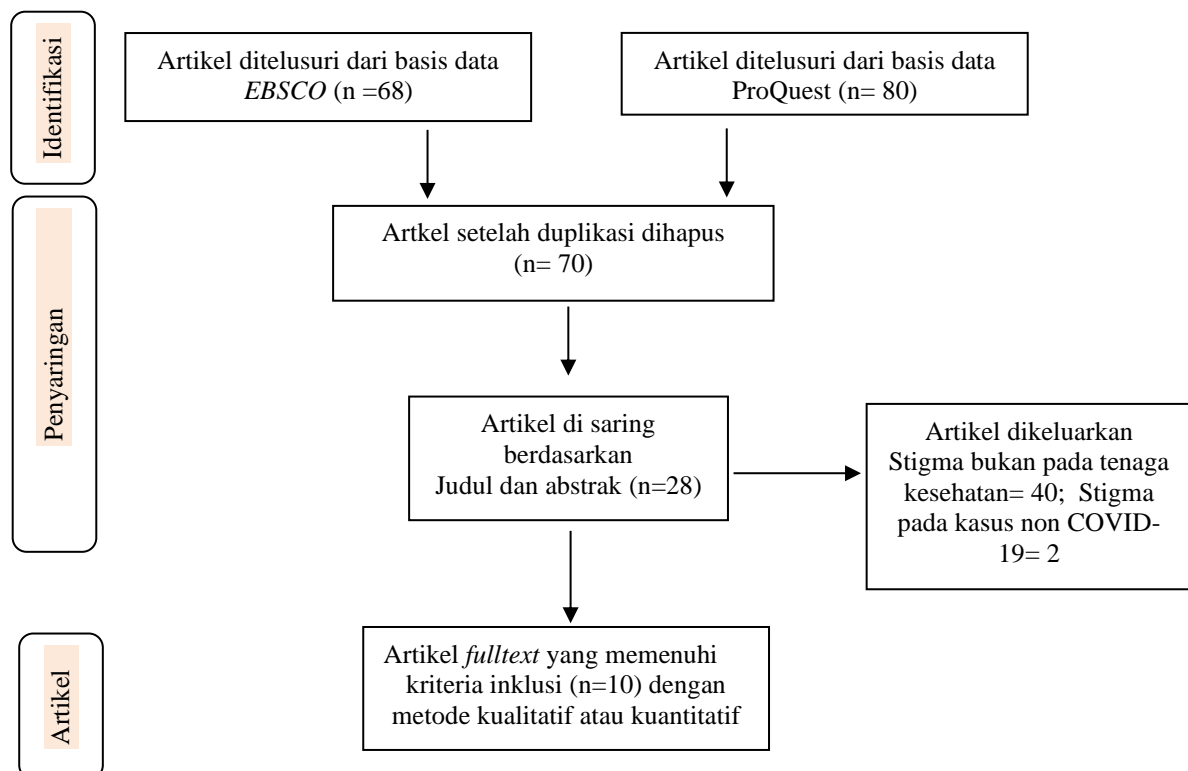 Identifikasi
Artikel ditelusuri dari basis data
EBSCO (n =68)
Artikel ditelusuri dari basis data
ProQuest (n= 80)
Penyaringan
Artkel setelah duplikasi dihapus
(n= 70)
Artikel di saring
berdasarkan
Judul dan abstrak (n=28)
Artikel dikeluarkan
Stigma bukan pada tenaga
kesehatan= 40;  Stigma
pada kasus non COVID-
19= 2
Artikel
Artikel fulltext yang memenuhi
kriteria inklusi (n=10) dengan
metode kualitatif atau kuantitatif